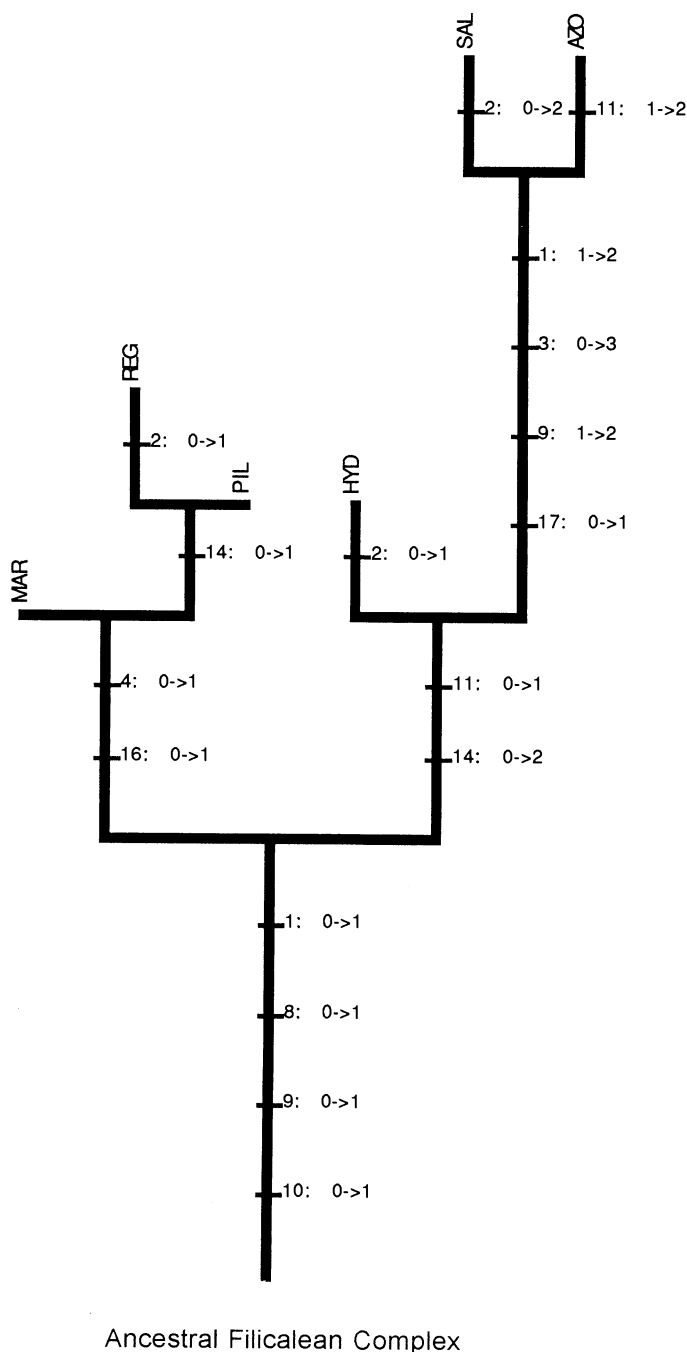 SAL
AZO
2: 0->2
11: 1->2
1: 1->2
3: 0->3
REG
9: 1->2
2: 0->1
PIL
HYD
17: 0->1
14: 0->1
2: 0->1
MAR
4: 0->1
11: 0->1
16: 0->1
14: 0->2
1: 0->1
8: 0->1
9: 0->1
10: 0->1
Ancestral Filicalean Complex